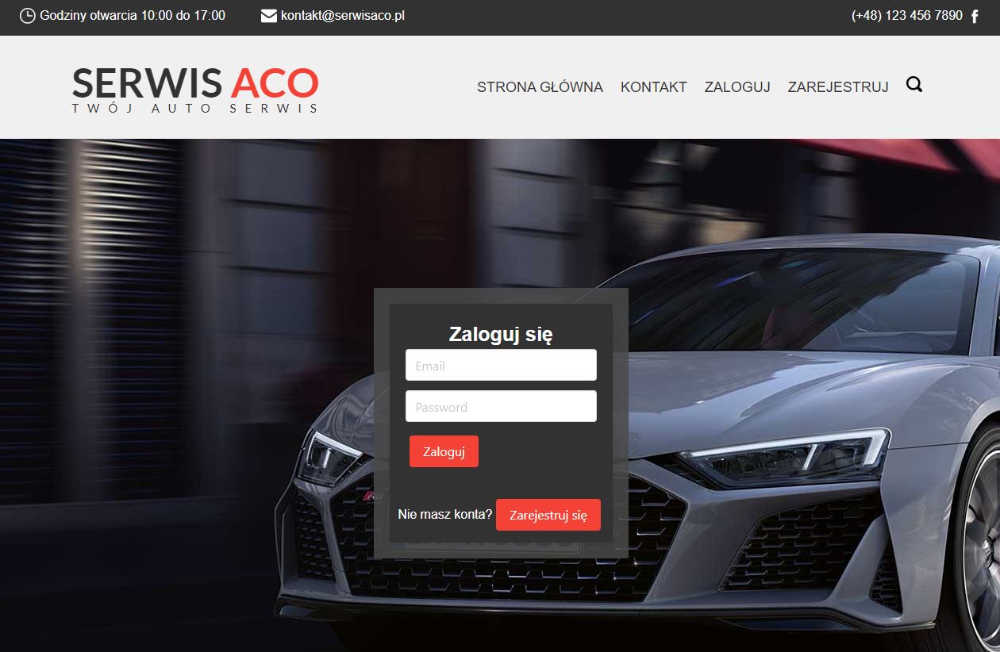 Godziny otwarcia 10:00 do 17:00
kontakt@serwisaco.pl
(+48) 123 456 7890
SERWIS ACO
TWÓJ AUTO SERWIS
STRONA GŁÓWNA
KONTAKT
ZALOGUJ
ZAREJESTRUJ
Zaloguj się
Email
Password
Zaloguj
Nie masz konta? Zarejestruj się